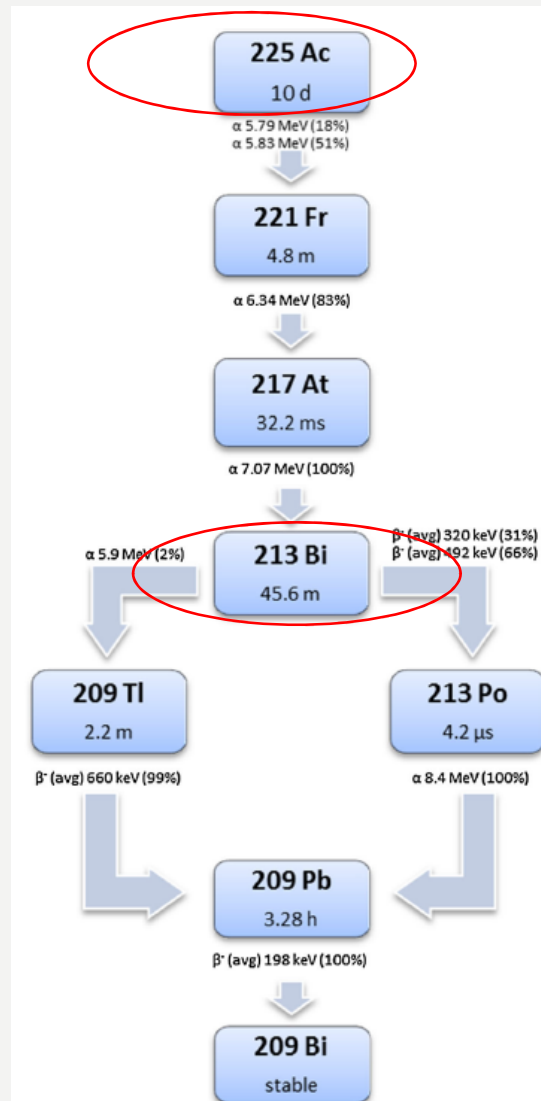 225 Ac
10 d
α 5.79 MeV (18%)
α 5.83 MeV (51%)
221 Fr
4.8 m
α 6.34 MeV (83%)
217 At
32.2 ms
α 7.07 MeV (100%)
β⁻ (avg) 320 keV (31%)
β⁻ (avg) 492 keV (66%)
α 5.9 MeV (2%)
213 Bi
45.6 m
209 Tl
2.2 m
213 Po
4.2 µs
β⁻ (avg) 660 keV (99%)
α 8.4 MeV (100%)
209 Pb
3.28 h
β⁻ (avg) 198 keV (100%)
209 Bi
stable